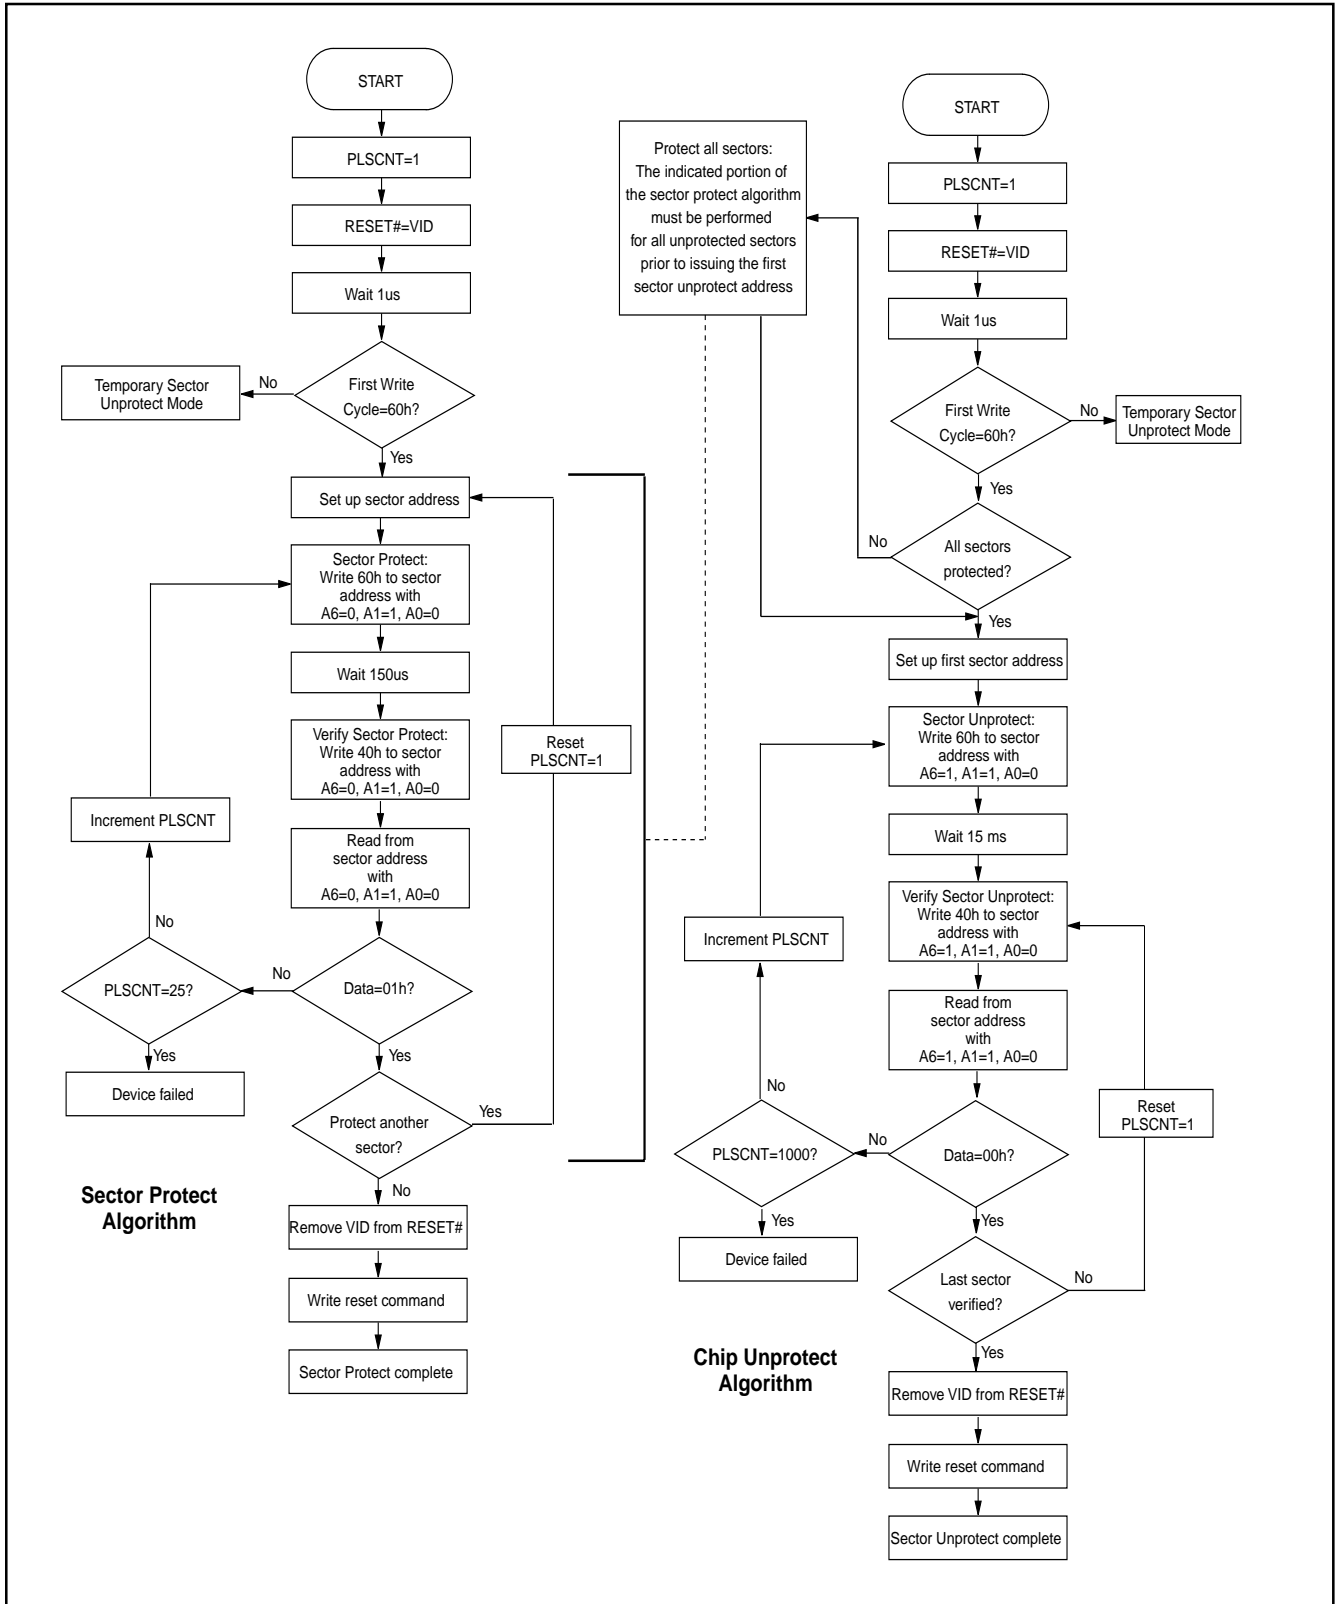 START
PLSCNT=1
RESET#=VID
Wait 1us
First Write
Cycle=60h?
No
Temporary Sector
Unprotect Mode
Yes
Set up sector address
Sector Protect:
Write 60h to sector
address with
A6=0, A1=1, A0=0
Wait 150us
Verify Sector Protect:
Write 40h to sector
address with
A6=0, A1=1, A0=0
Reset
PLSCNT=1
Increment PLSCNT
Read from
sector address
with
A6=0, A1=1, A0=0
No
No
PLSCNT=25?
Data=01h?
Yes
Yes
Device failed
Protect another
sector?
Yes
No
Sector Protect
Algorithm
Remove VID from RESET#
Write reset command
Sector Protect complete
Protect all sectors:
The indicated portion of
the sector protect algorithm
must be performed
for all unprotected sectors
prior to issuing the first
sector unprotect address
START
PLSCNT=1
RESET#=VID
Wait 1us
First Write
Cycle=60h?
No
Temporary Sector
Unprotect Mode
Yes
No
All sectors
protected?
Yes
Set up first sector address
Sector Unprotect:
Write 60h to sector
address with
A6=1, A1=1, A0=0
Wait 15 ms
Verify Sector Unprotect:
Write 40h to sector
address with
A6=1, A1=1, A0=0
Increment PLSCNT
Read from
sector address
with
A6=1, A1=1, A0=0
No
Reset
PLSCNT=1
No
PLSCNT=1000?
Data=00h?
Yes
Yes
Device failed
Last sector
verified?
No
Yes
Chip Unprotect
Algorithm
Remove VID from RESET#
Write reset command
Sector Unprotect complete